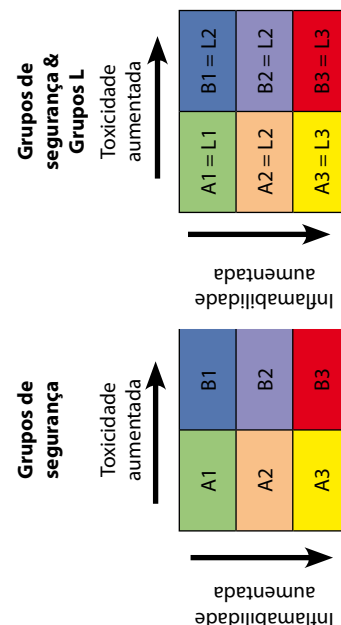 Grupos de
segurança
Toxicidade
aumentada
Inflamabilidade
aumentada
A1 B1
A2 B2
A3 B3
Grupos de
segurança &
Grupos L
Toxicidade
aumentada
Inflamabilidade
aumentada
A1 = L1 B1 = L2
A2 = L2 B2 = L2
A3 = L3 B3 = L3